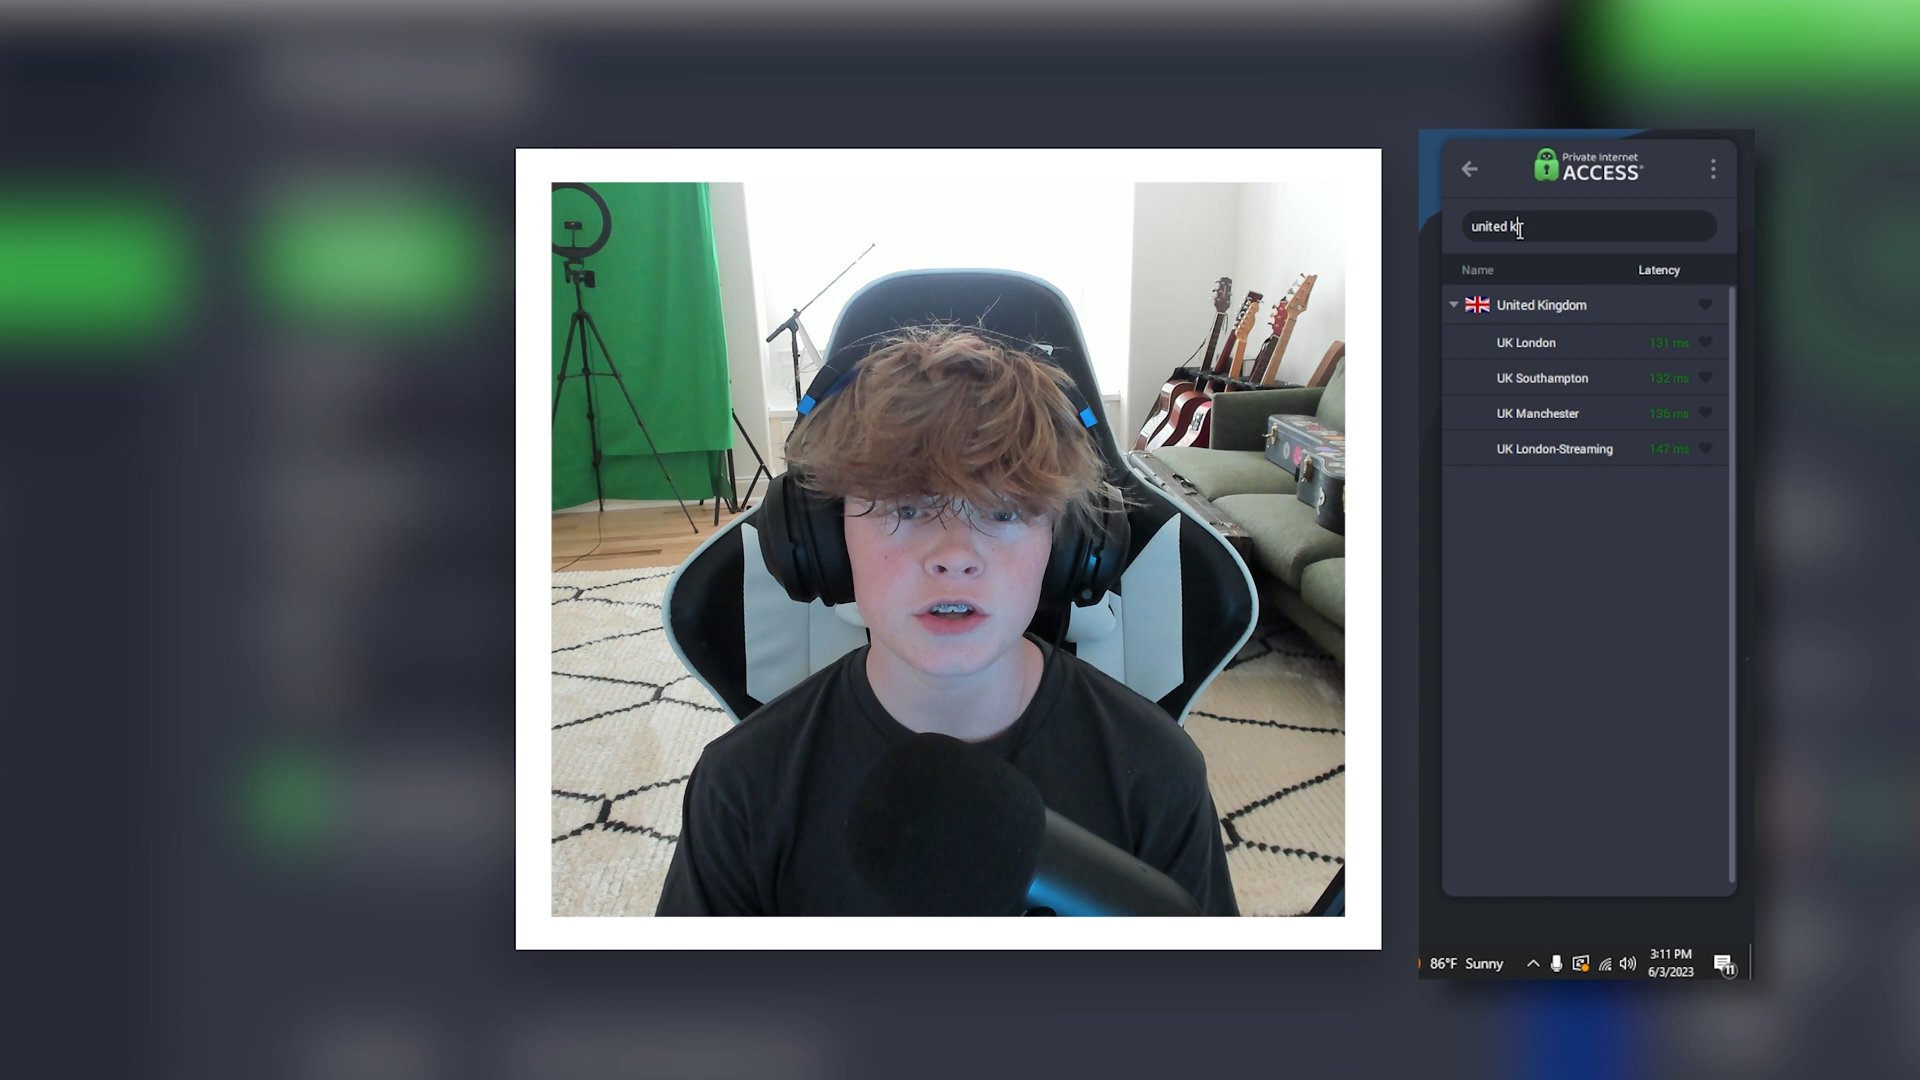 Private Internet
ACCESS
united k
Name Latency
United Kingdom
UK London 131 ms
UK Southampton 132 ms
UK Manchester 136 ms
UK London-Streaming 147 ms
86°F Sunny
3:11 PM
6/3/2023
11